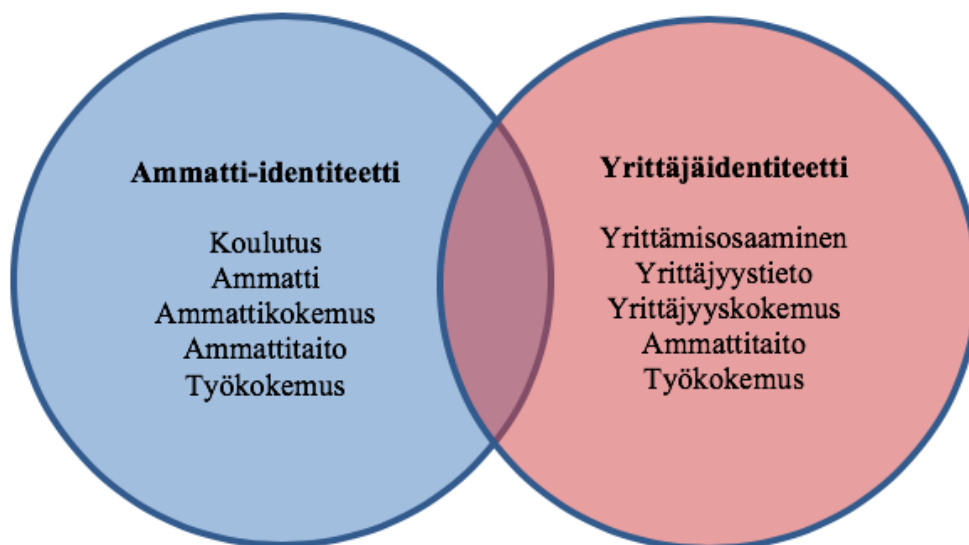 Ammatti-identiteetti
Koulutus
Ammatti
Ammattikokemus
Ammattitaito
Työkokemus
Yrittäjäidentiteetti
Yrittämisosaaminen
Yrittäjyystieto
Yrittäjyyskokemus
Ammattitaito
Työkokemus